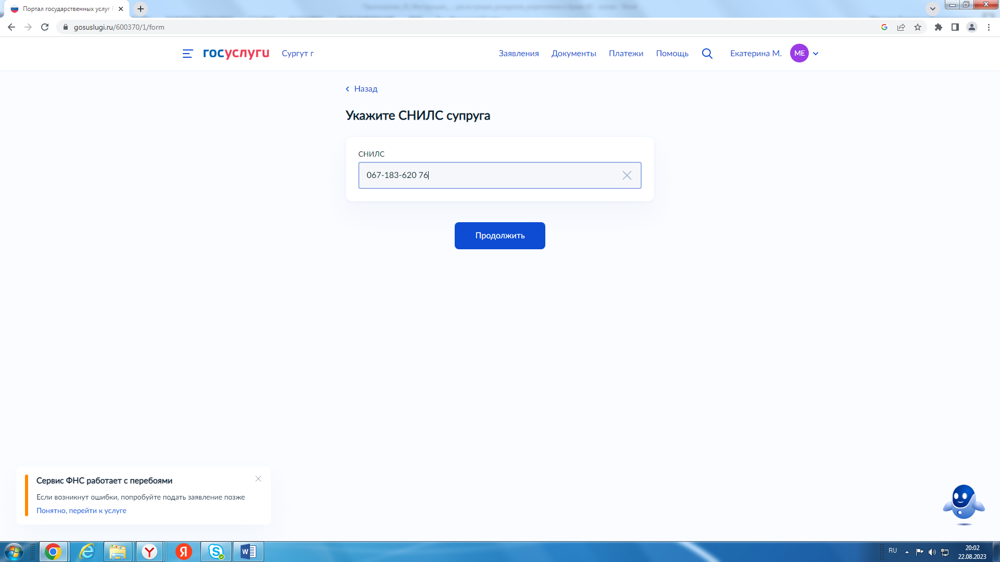 Портал государственных услуг
gosuslugi.ru/600370/1/form
госуслуги
Сургут г
Заявления
Документы
Платежи
Помощь
Екатерина М.
МЕ
Назад
Укажите СНИЛС супруга
СНИЛС
067-183-620 76
Продолжить
Сервис ФНС работает с перебоями
Если возникнут ошибки, попробуйте подать заявление позже
Понятно, перейти к услуге
RU
20:02
22.08.2023